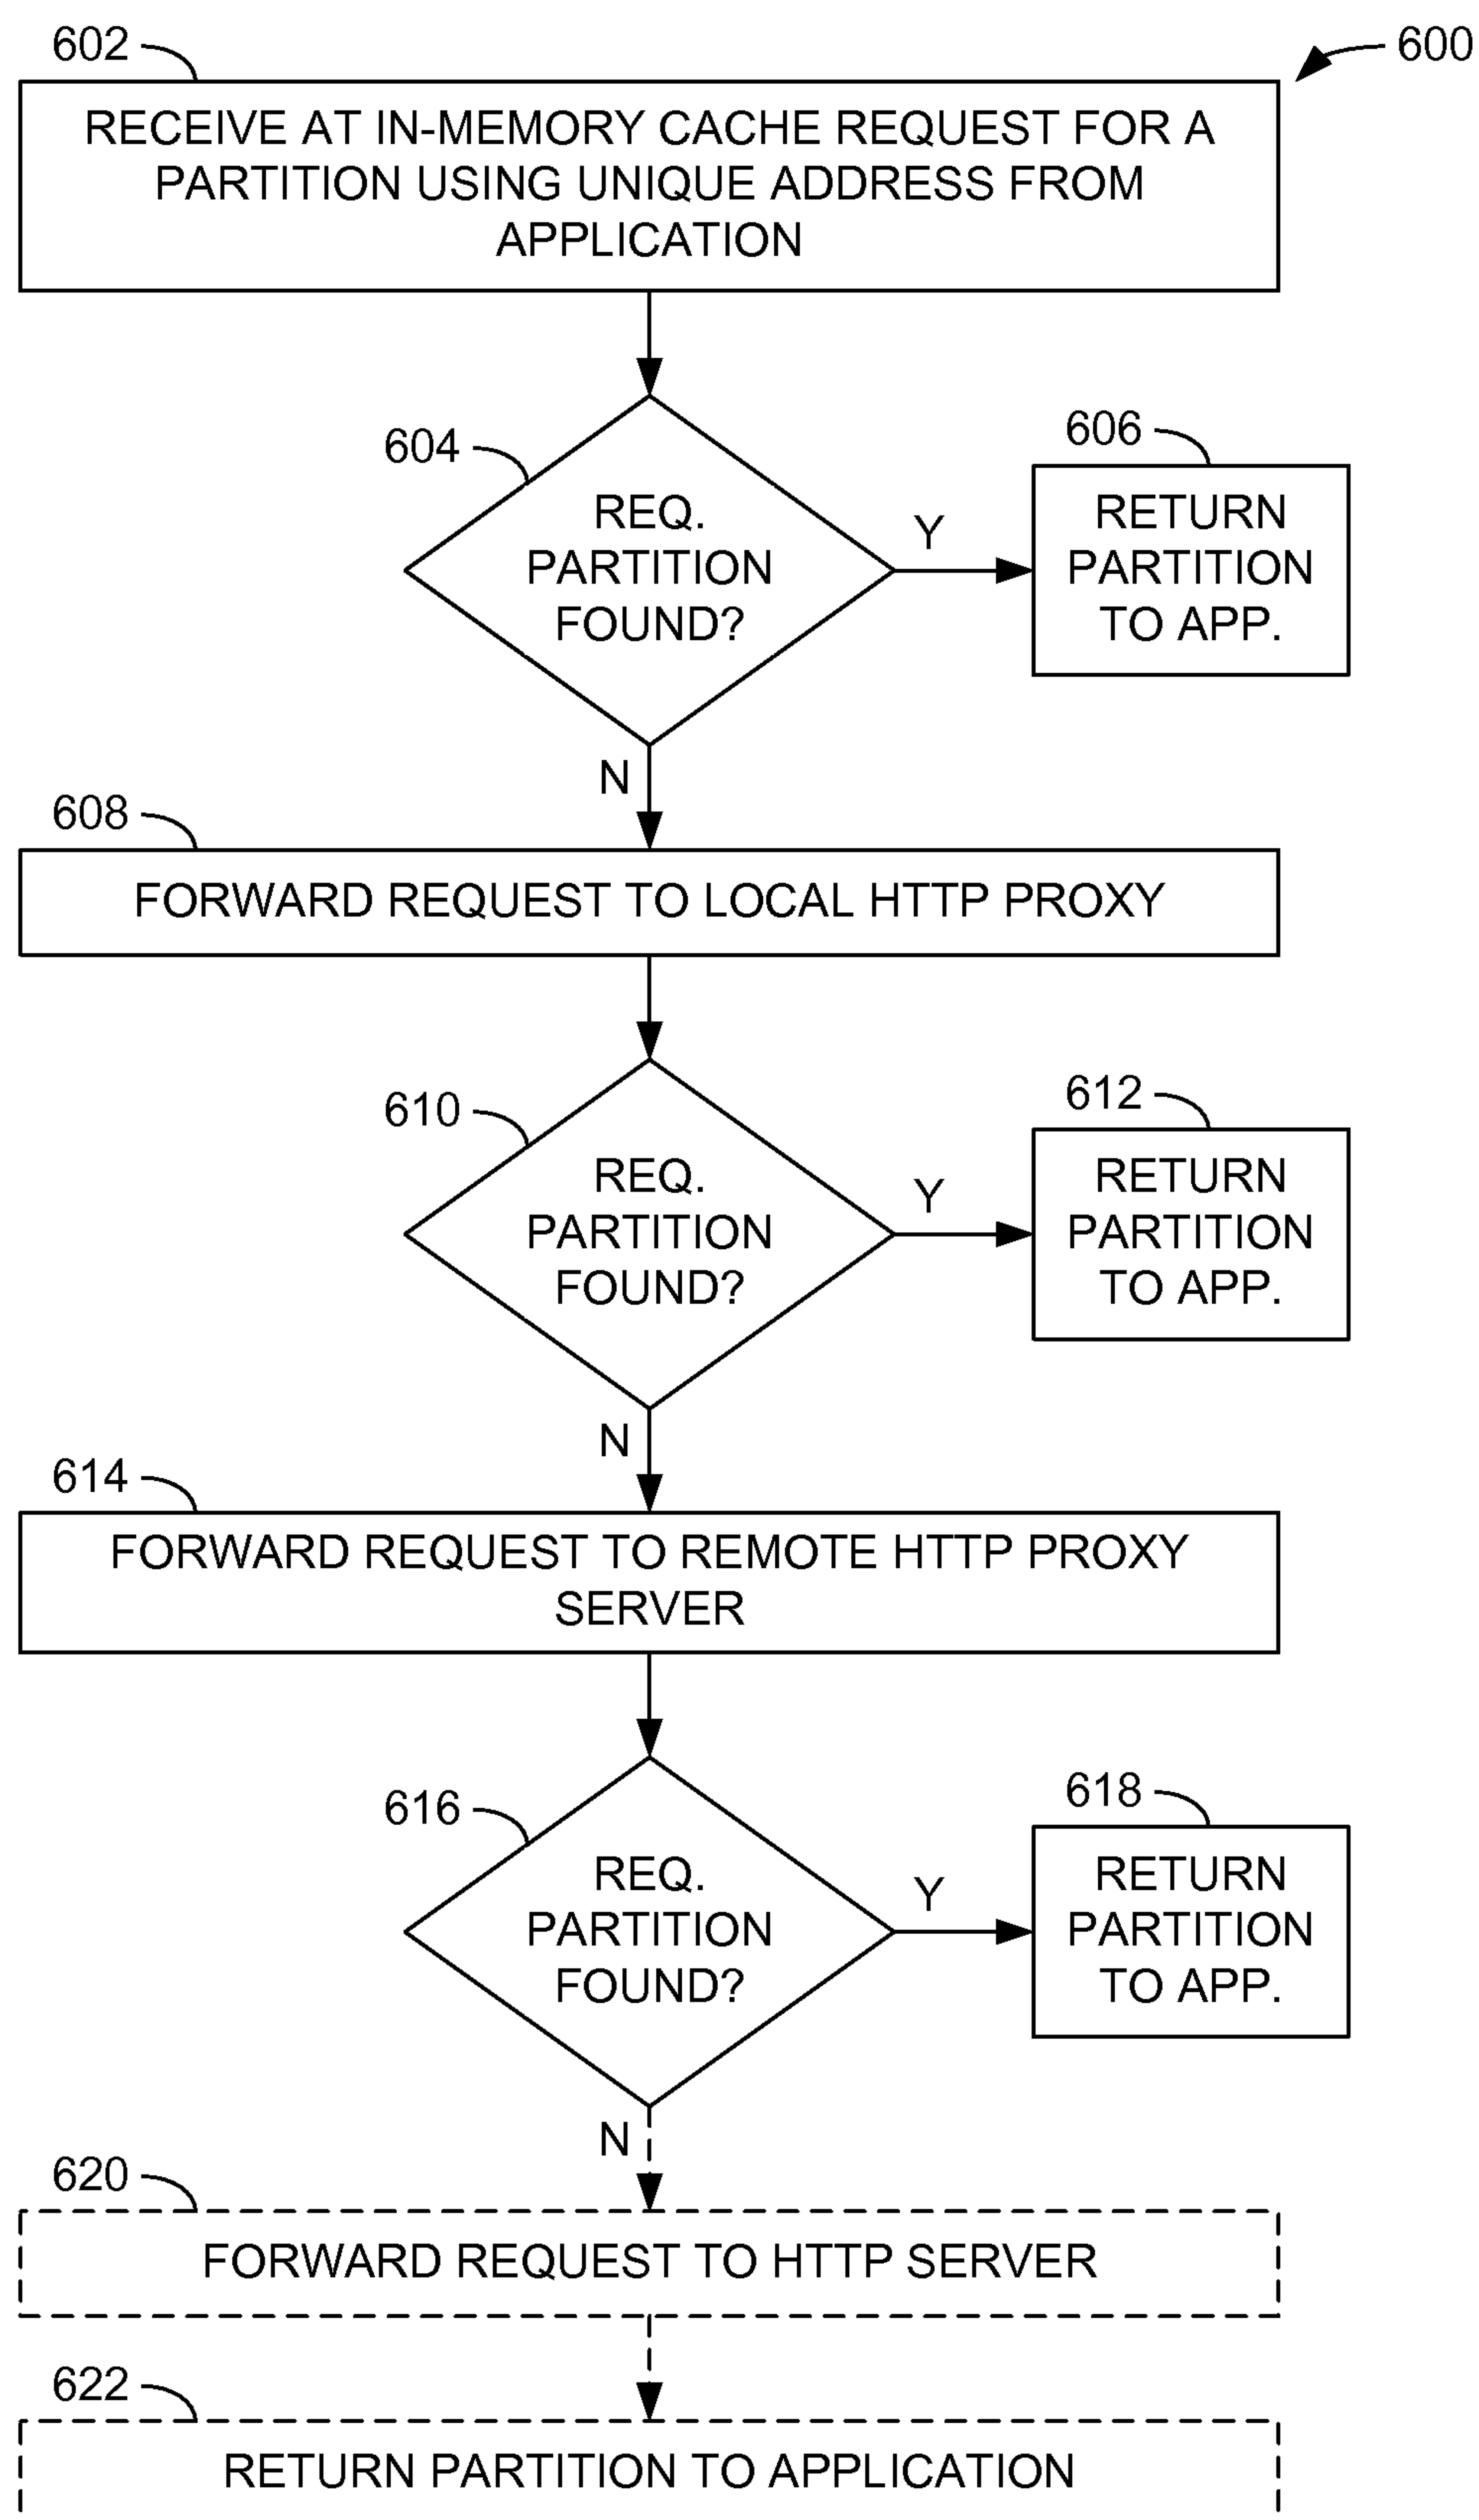 602
600
RECEIVE AT IN-MEMORY CACHE REQUEST FOR A
PARTITION USING UNIQUE ADDRESS FROM
APPLICATION
604
REQ.
PARTITION
FOUND?
Y
606
RETURN
PARTITION
TO APP.
N
608
FORWARD REQUEST TO LOCAL HTTP PROXY
610
REQ.
PARTITION
FOUND?
Y
612
RETURN
PARTITION
TO APP.
N
614
FORWARD REQUEST TO REMOTE HTTP PROXY
SERVER
616
REQ.
PARTITION
FOUND?
Y
618
RETURN
PARTITION
TO APP.
N
620
FORWARD REQUEST TO HTTP SERVER
622
RETURN PARTITION TO APPLICATION